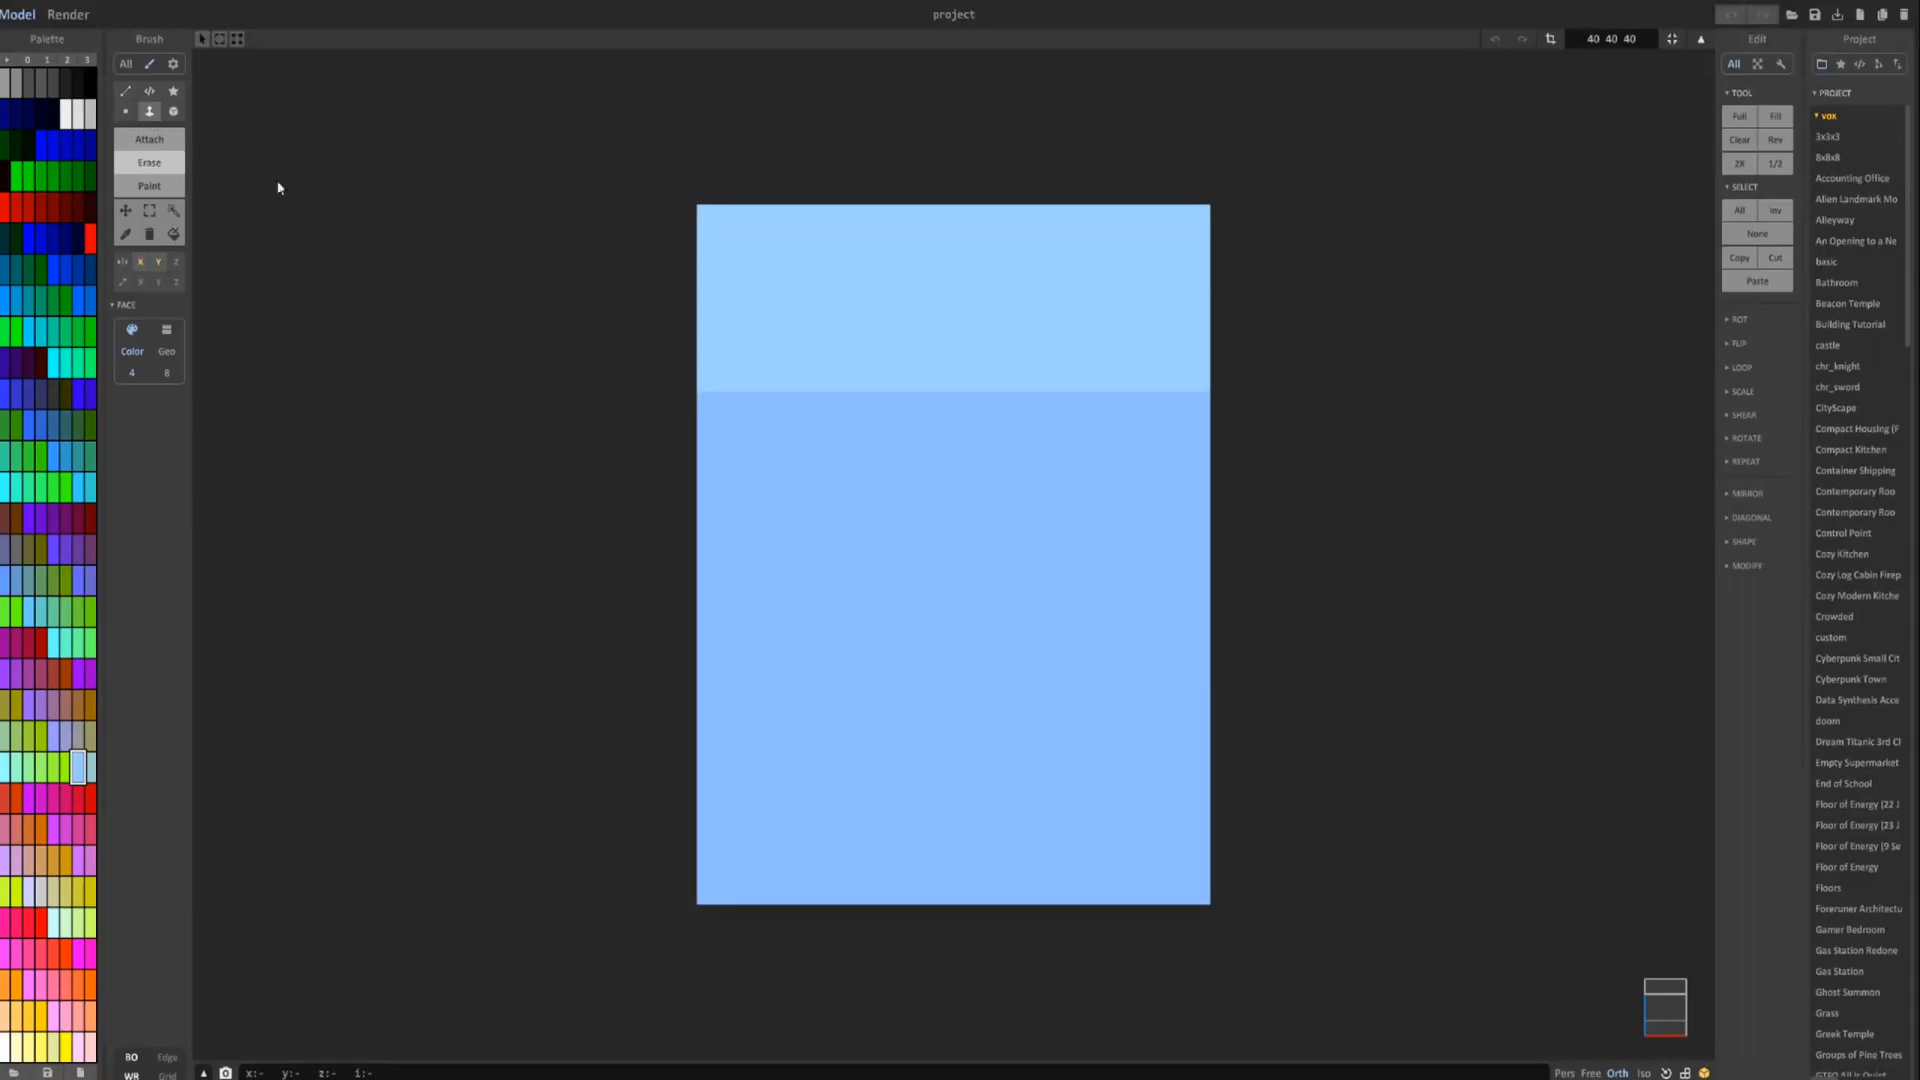 Model Render project
Palette Brush 40 40 40 Edit Project
0 1 2 3
All
All
Attach
Erase
Paint
X Y Z
X Y Z
FACE
Color Geo
4 8
BO Edge
WR Grid
TOOL
Full Fill
Clear Rev
2X 1/2
SELECT
All Inv
None
Copy Cut
Paste
ROT
FLIP
LOOP
SCALE
SHEAR
ROTATE
REPEAT
MIRROR
DIAGONAL
SHAPE
MODIFY
PROJECT
vox
3x3x3
8x8x8
Accounting Office
Alien Landmark Mo
Alleyway
An Opening to a Ne
basic
Bathroom
Beacon Temple
Building Tutorial
castle
chr_knight
chr_sword
CityScape
Compact Housing (F
Compact Kitchen
Container Shipping
Contemporary Roo
Contemporary Roo
Control Point
Cozy Kitchen
Cozy Log Cabin Firep
Cozy Modern Kitche
Crowded
custom
Cyberpunk Small Cit
Cyberpunk Town
Data Synthesis Acce
doom
Dream Titanic 3rd Cl
Empty Supermarket
End of School
Floor of Energy (22 J
Floor of Energy (23 J
Floor of Energy (9 Se
Floor of Energy
Floors
Forerunner Architectu
Gamer Bedroom
Gas Station Redone
Gas Station
Ghost Summon
Grass
Greek Temple
Groups of Pine Trees
x:- y:- z:- i:-
Pers Free Orth Iso